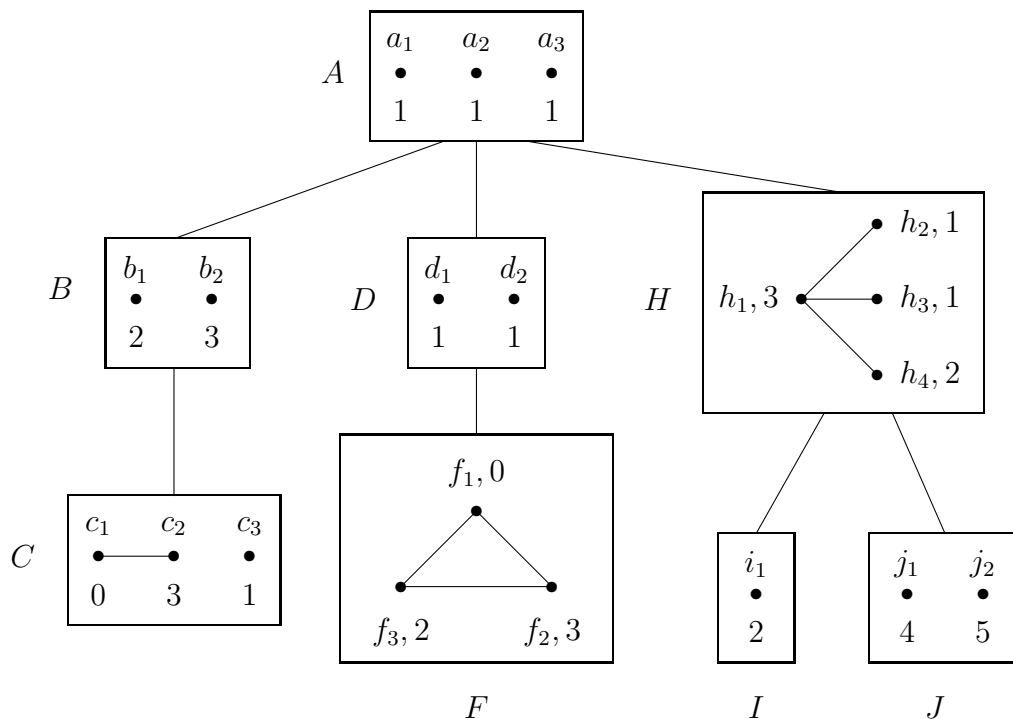 a₁ a₂ a₃
A
1 1 1
h₂, 1
b₁ b₂
d₁ d₂
B
D
H
h₁, 3
h₃, 1
2 3
1 1
h₄, 2
f₁, 0
c₁ c₂ c₃
C
i₁
j₁ j₂
0 3 1
f₃, 2
f₂, 3
2
4 5
F
I
J